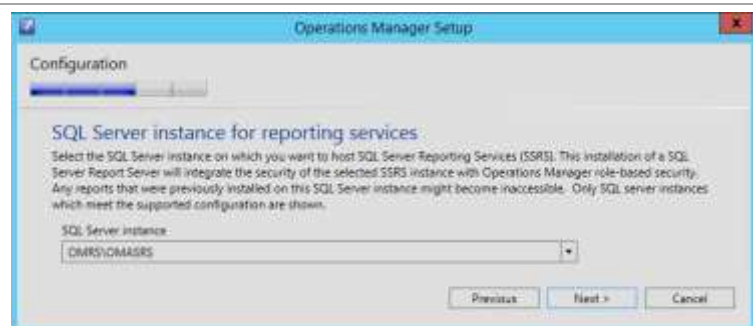 Operations Manager Setup
x
Configuration
SQL Server instance for reporting services
Select the SQL Server instance on which you want to host SQL Server Reporting Services (SSRS). This installation of a SQL
Server Report Server will integrate the security of the selected SSRS instance with Operations Manager role-based security.
Any reports that were previously installed on this SQL Server instance might become inaccessible. Only SQL server instances
which meet the supported configuration are shown.
SQL Server instance
OMRS\OMASRS
Previous Next > Cancel